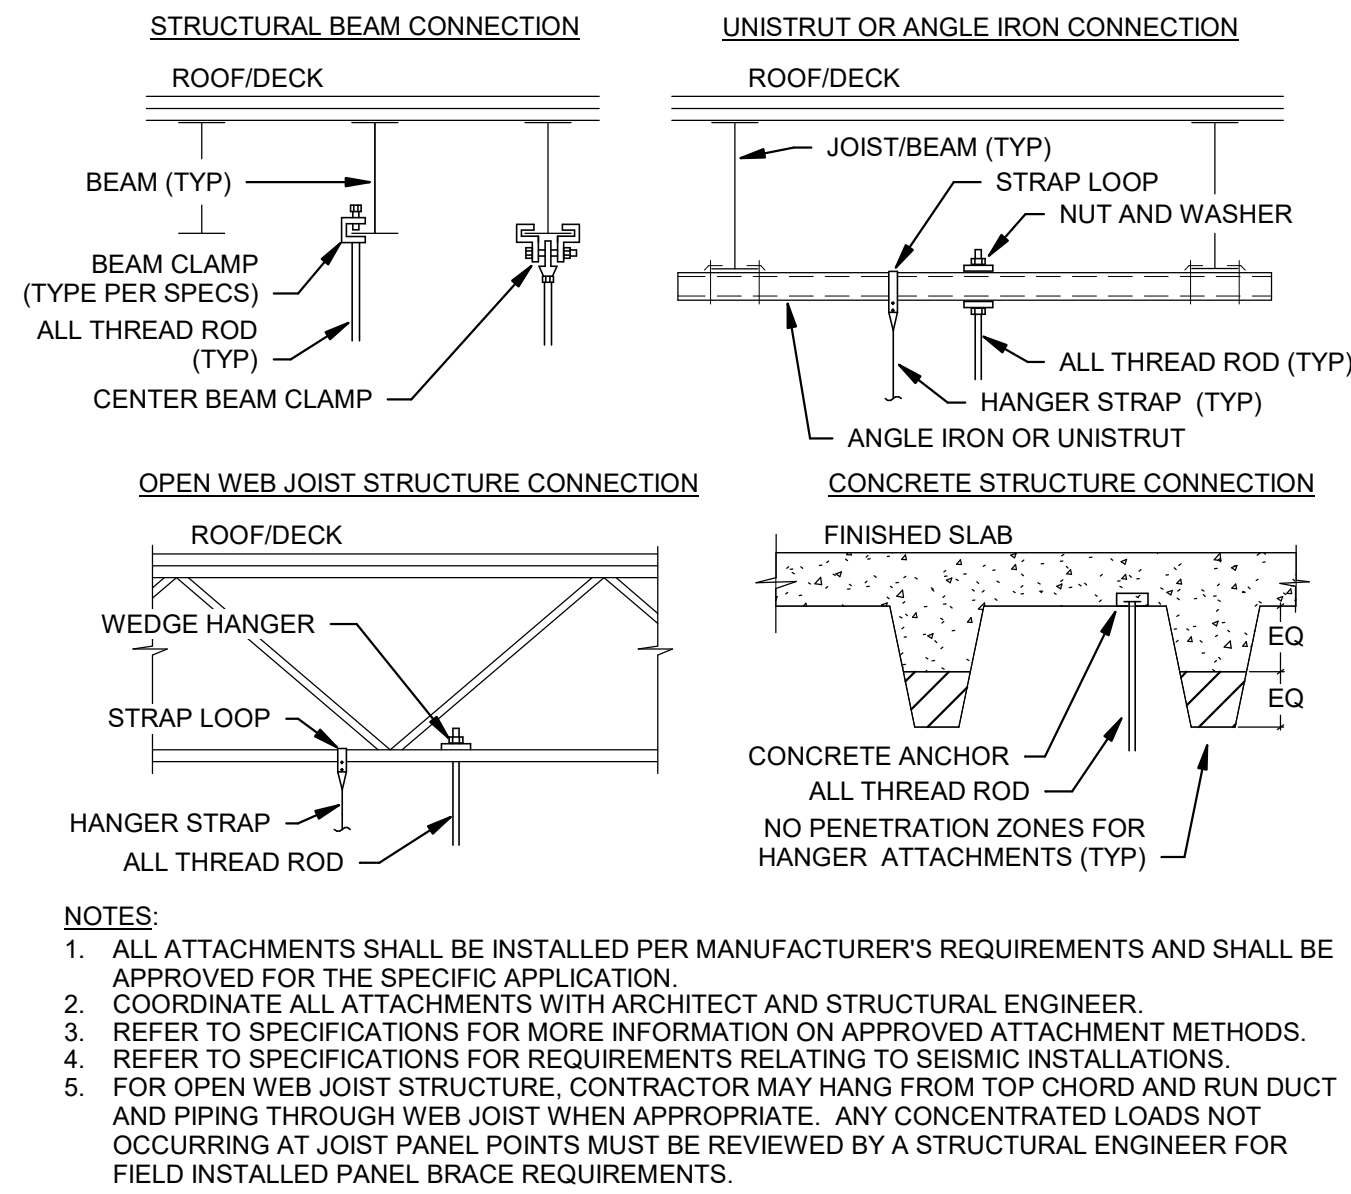 STRUCTURAL BEAM CONNECTION
ROOF/DECK
BEAM (TYP)
BEAM CLAMP
(TYPE PER SPECS)
ALL THREAD ROD
(TYP)
CENTER BEAM CLAMP
UNISTRUT OR ANGLE IRON CONNECTION
ROOF/DECK
JOIST/BEAM (TYP)
STRAP LOOP
NUT AND WASHER
ALL THREAD ROD (TYP)
HANGER STRAP (TYP)
ANGLE IRON OR UNISTRUT
OPEN WEB JOIST STRUCTURE CONNECTION
ROOF/DECK
WEDGE HANGER
STRAP LOOP
HANGER STRAP
ALL THREAD ROD
CONCRETE STRUCTURE CONNECTION
FINISHED SLAB
EQ
EQ
CONCRETE ANCHOR
ALL THREAD ROD
NO PENETRATION ZONES FOR
HANGER ATTACHMENTS (TYP)
NOTES:
1. ALL ATTACHMENTS SHALL BE INSTALLED PER MANUFACTURER'S REQUIREMENTS AND SHALL BE
APPROVED FOR THE SPECIFIC APPLICATION.
2. COORDINATE ALL ATTACHMENTS WITH ARCHITECT AND STRUCTURAL ENGINEER.
3. REFER TO SPECIFICATIONS FOR MORE INFORMATION ON APPROVED ATTACHMENT METHODS.
4. REFER TO SPECIFICATIONS FOR REQUIREMENTS RELATING TO SEISMIC INSTALLATIONS.
5. FOR OPEN WEB JOIST STRUCTURE, CONTRACTOR MAY HANG FROM TOP CHORD AND RUN DUCT
AND PIPING THROUGH WEB JOIST WHEN APPROPRIATE. ANY CONCENTRATED LOADS NOT
OCCURRING AT JOIST PANEL POINTS MUST BE REVIEWED BY A STRUCTURAL ENGINEER FOR
FIELD INSTALLED PANEL BRACE REQUIREMENTS.